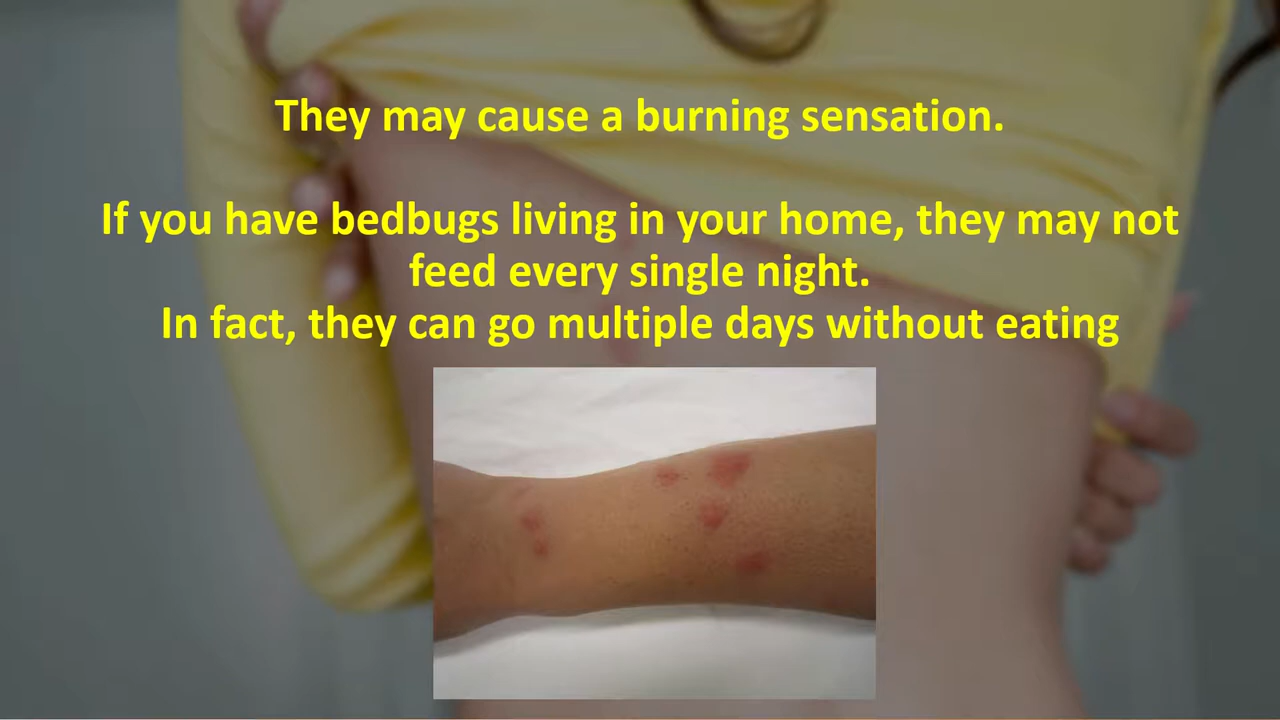 They may cause a burning sensation.
If you have bedbugs living in your home, they may not
feed every single night.
In fact, they can go multiple days without eating